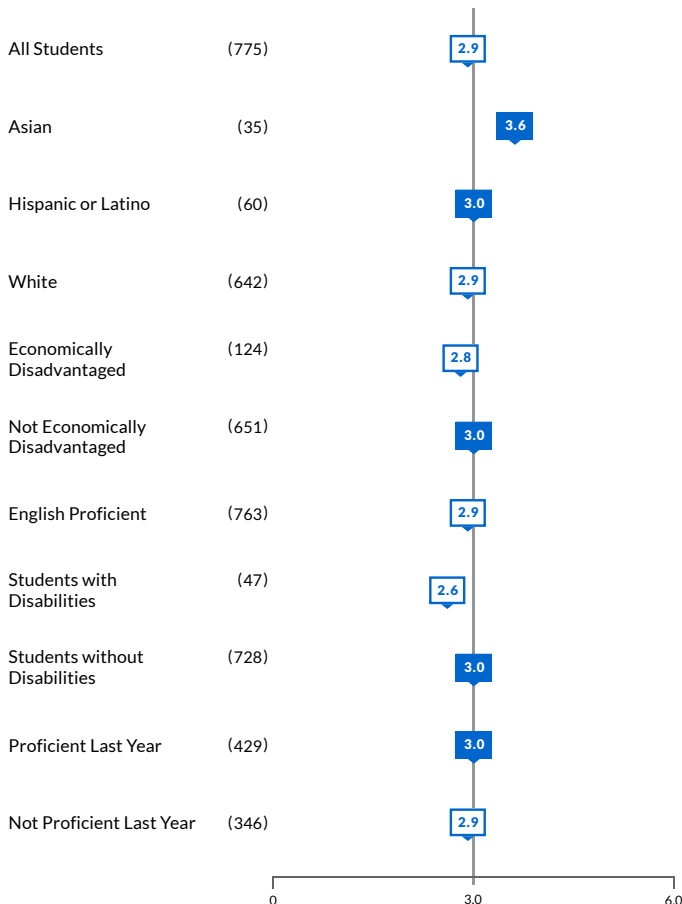 All Students (775) 2.9
Asian (35) 3.6
Hispanic or Latino (60) 3.0
White (642) 2.9
Economically (124) 2.8
Disadvantaged
Not Economically (651) 3.0
Disadvantaged
English Proficient (763) 2.9
Students with (47) 2.6
Disabilities
Students without (728) 3.0
Disabilities
Proficient Last Year (429) 3.0
Not Proficient Last Year (346) 2.9
0 3.0 6.0